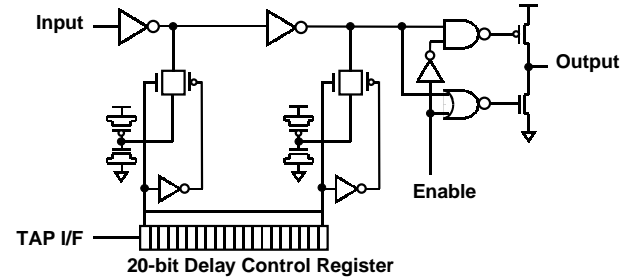 Input
Output
Enable
TAP I/F
20-bit Delay Control Register